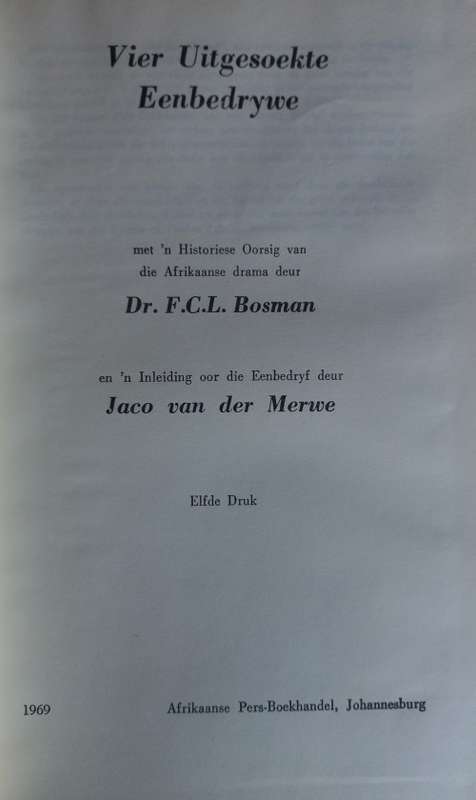 Vier Uitgesoekte
Eenbedrywe
met 'n Historiese Oorsig van
die Afrikaanse drama deur
Dr. F.C.L. Bosman
en 'n Inleiding oor die Eenbedryf deur
Jaco van der Merwe
Elfde Druk
1969 Afrikaanse Pers-Boekhandel, Johannesburg